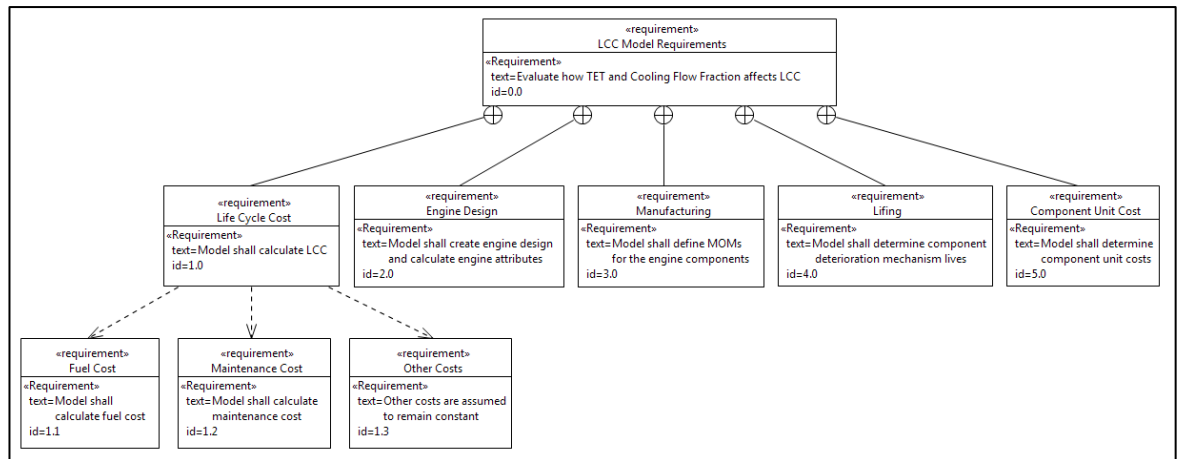 «requirement»
LCC Model Requirements
«Requirement»
text=Evaluate how TET and Cooling Flow Fraction affects LCC
id=0.0
«requirement»
Life Cycle Cost
«Requirement»
text=Model shall calculate LCC
id=1.0
«requirement»
Engine Design
«Requirement»
text=Model shall create engine design
and calculate engine attributes
id=2.0
«requirement»
Manufacturing
«Requirement»
text=Model shall define MOMs
for the engine components
id=3.0
«requirement»
Lifing
«Requirement»
text=Model shall determine component
deterioration mechanism lives
id=4.0
«requirement»
Component Unit Cost
«Requirement»
text=Model shall determine
component unit costs
id=5.0
«requirement»
Fuel Cost
«Requirement»
text=Model shall
calculate fuel cost
id=1.1
«requirement»
Maintenance Cost
«Requirement»
text=Model shall calculate
maintenance cost
id=1.2
«requirement»
Other Costs
«Requirement»
text=Other costs are assumed
to remain constant
id=1.3